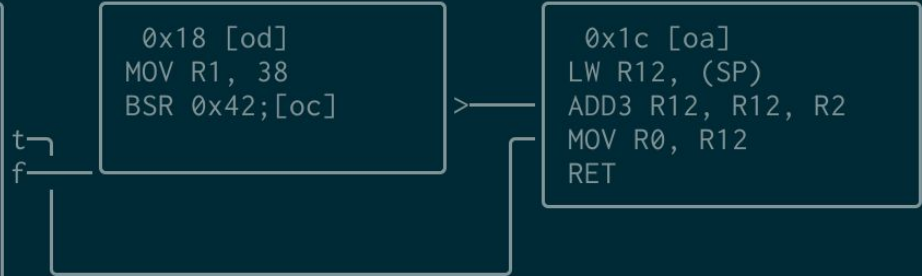 0x18 [od]
MOV R1, 38
BSR 0x42;[oc]
t
f
>
0x1c [oa]
LW R12, (SP)
ADD3 R12, R12, R2
MOV R0, R12
RET